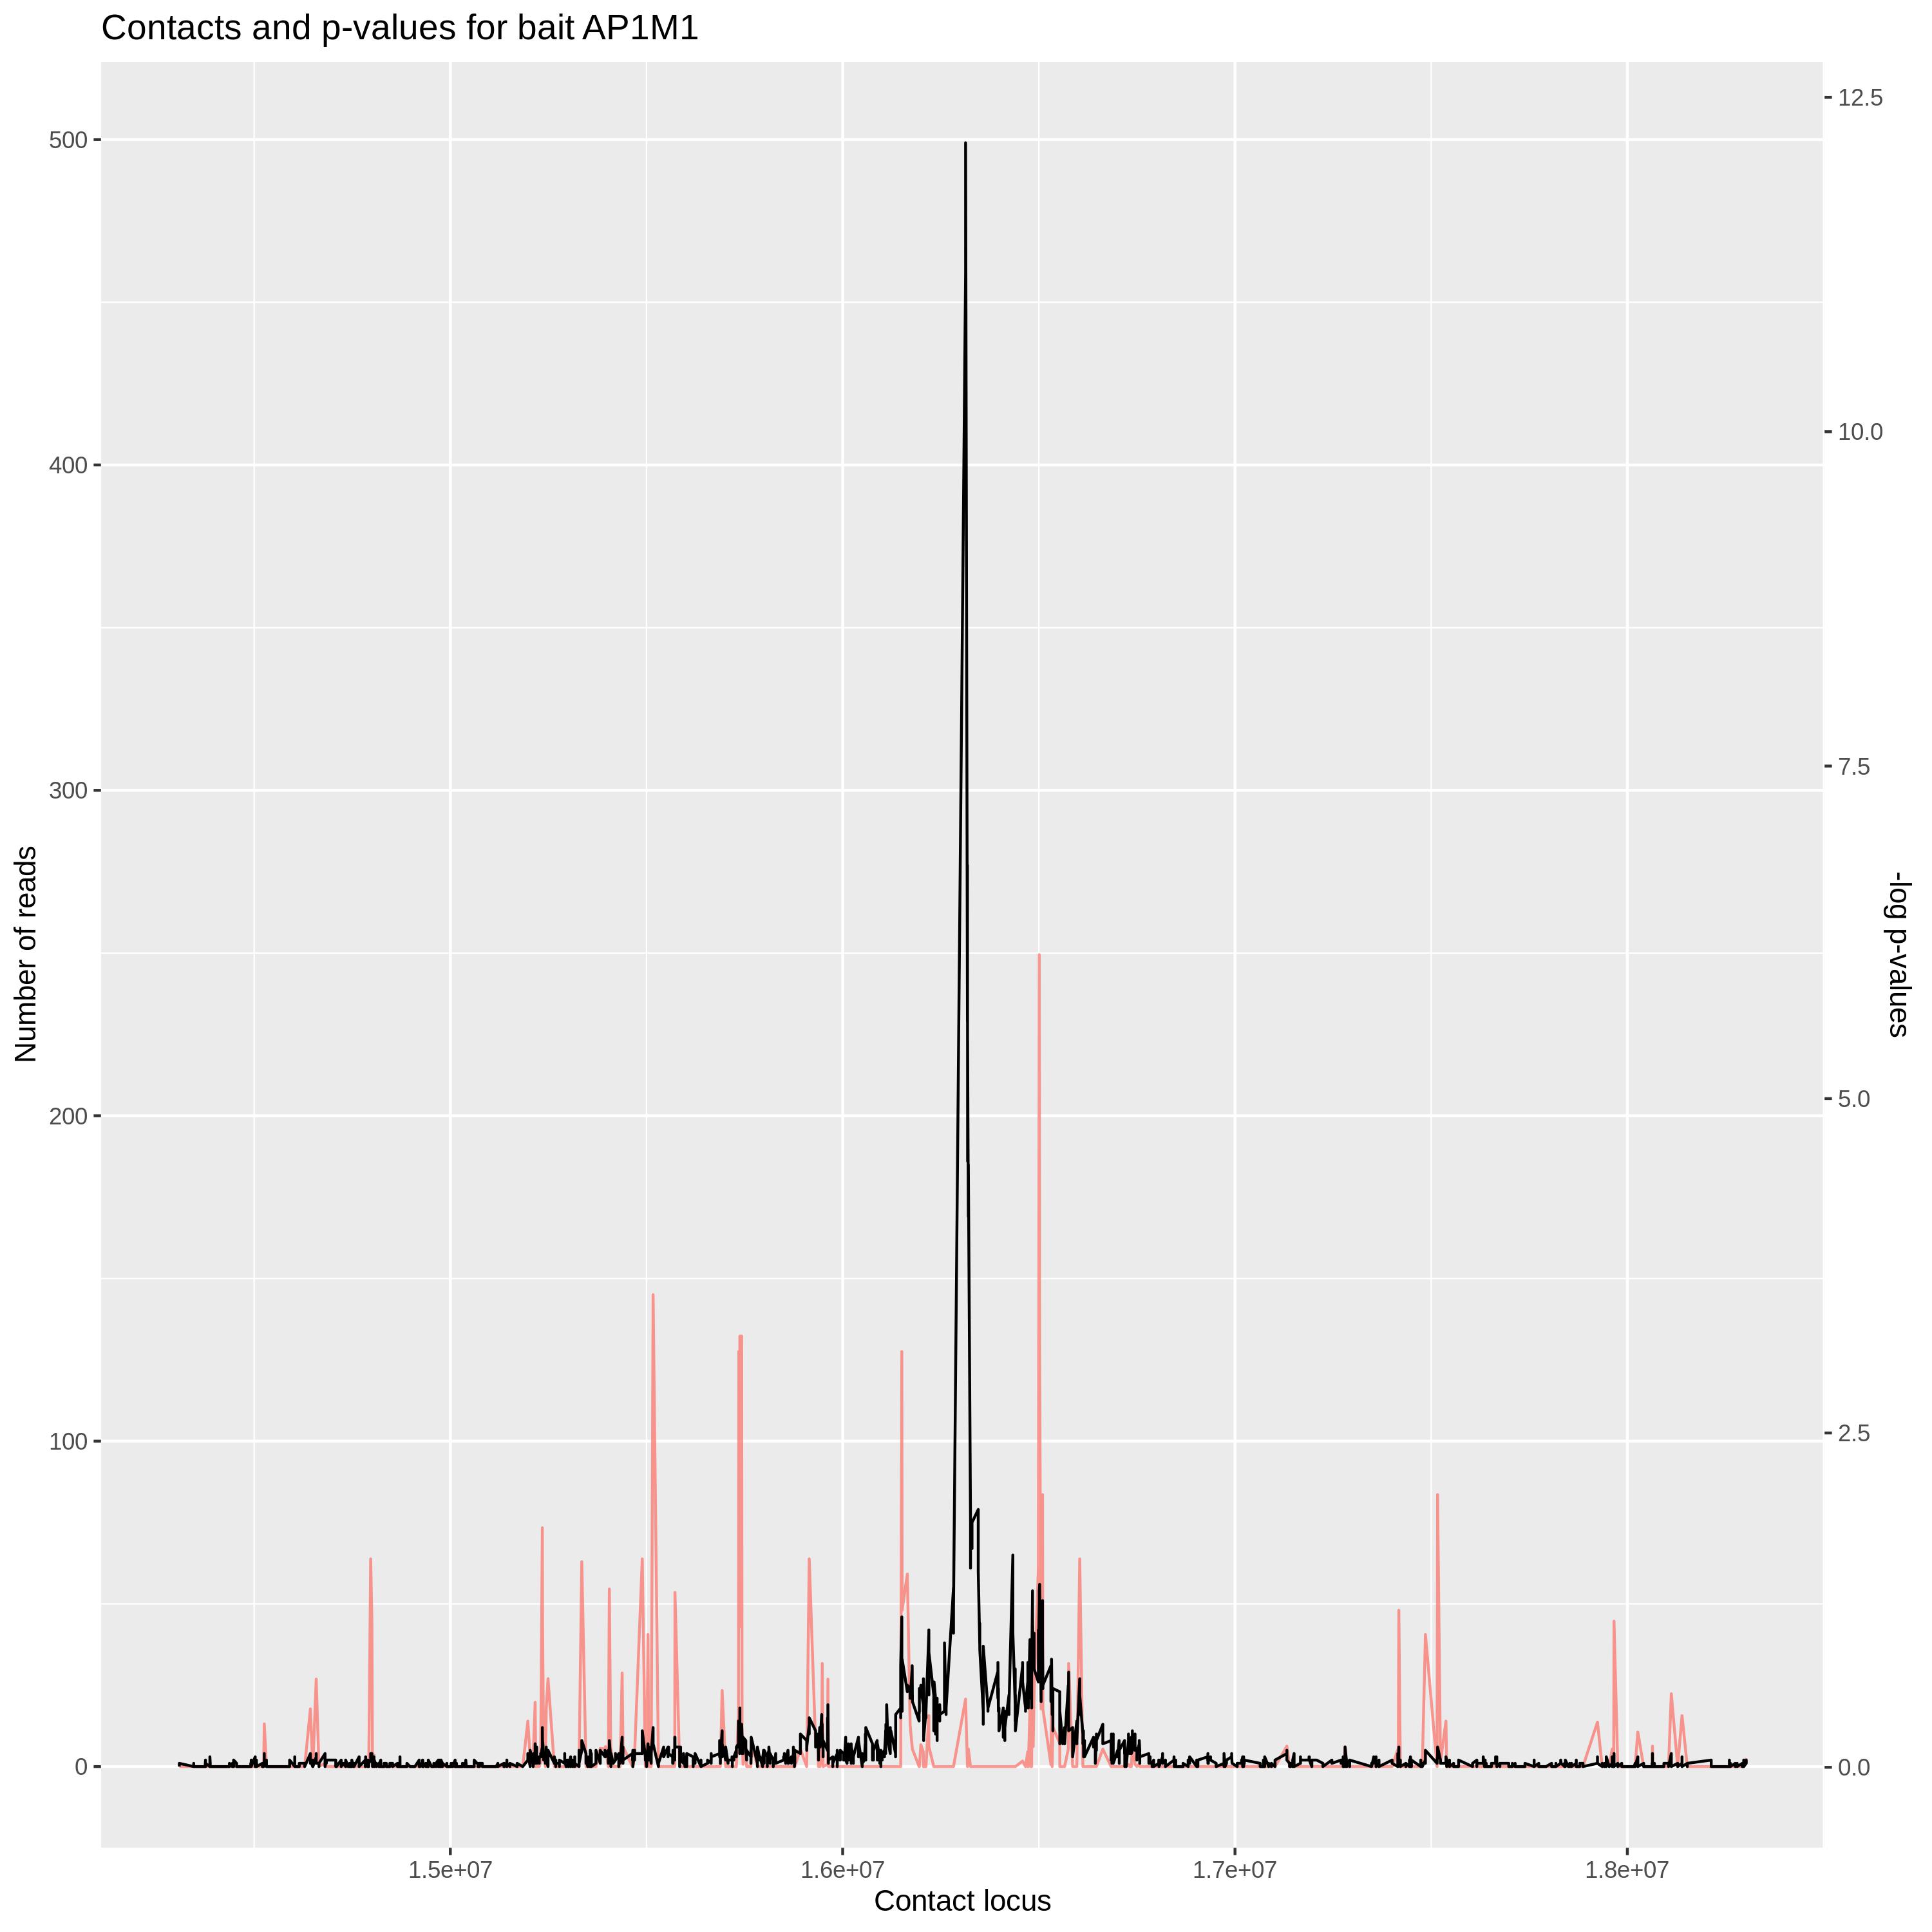 Contacts and p-values for bait AP1M1
500
400
300
200
100
0
Number of reads
12.5
10.0
7.5
5.0
2.5
0.0
-log p-values
1.5e+07
1.6e+07
1.7e+07
1.8e+07
Contact locus